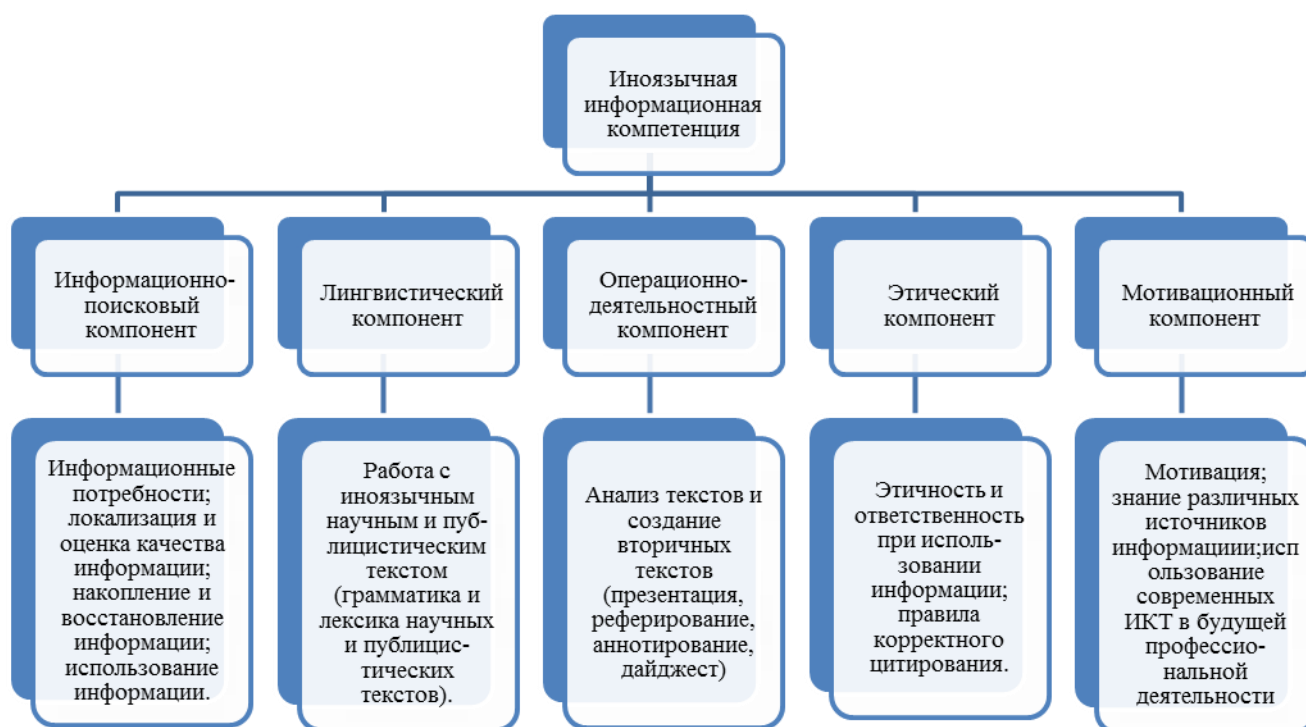 Иноязычная
информационная
компетенция
Информационно-
поисковый
компонент
Лингвистический
компонент
Операционно-
деятельностный
компонент
Этический
компонент
Мотивационный
компонент
Информационные
потребности;
локализация и
оценка качества
информации;
накопление и
восстановление
информации;
использование
информации.
Работа с
иноязычным
научным и пуб-
лицистическим
текстом
(грамматика и
лексика научных
и публицис-
тических
текстов).
Анализ текстов и
создание
вторичных
текстов
(презентация,
реферирование,
аннотирование,
дайджест)
Этичность и
ответственность
при исполь-
зовании
информации;
правила
корректного
цитирования.
Мотивация;
знание различных
источников
информациии;исп
ользование
современных
ИКТ в будущей
профессио-
нальной
деятельности